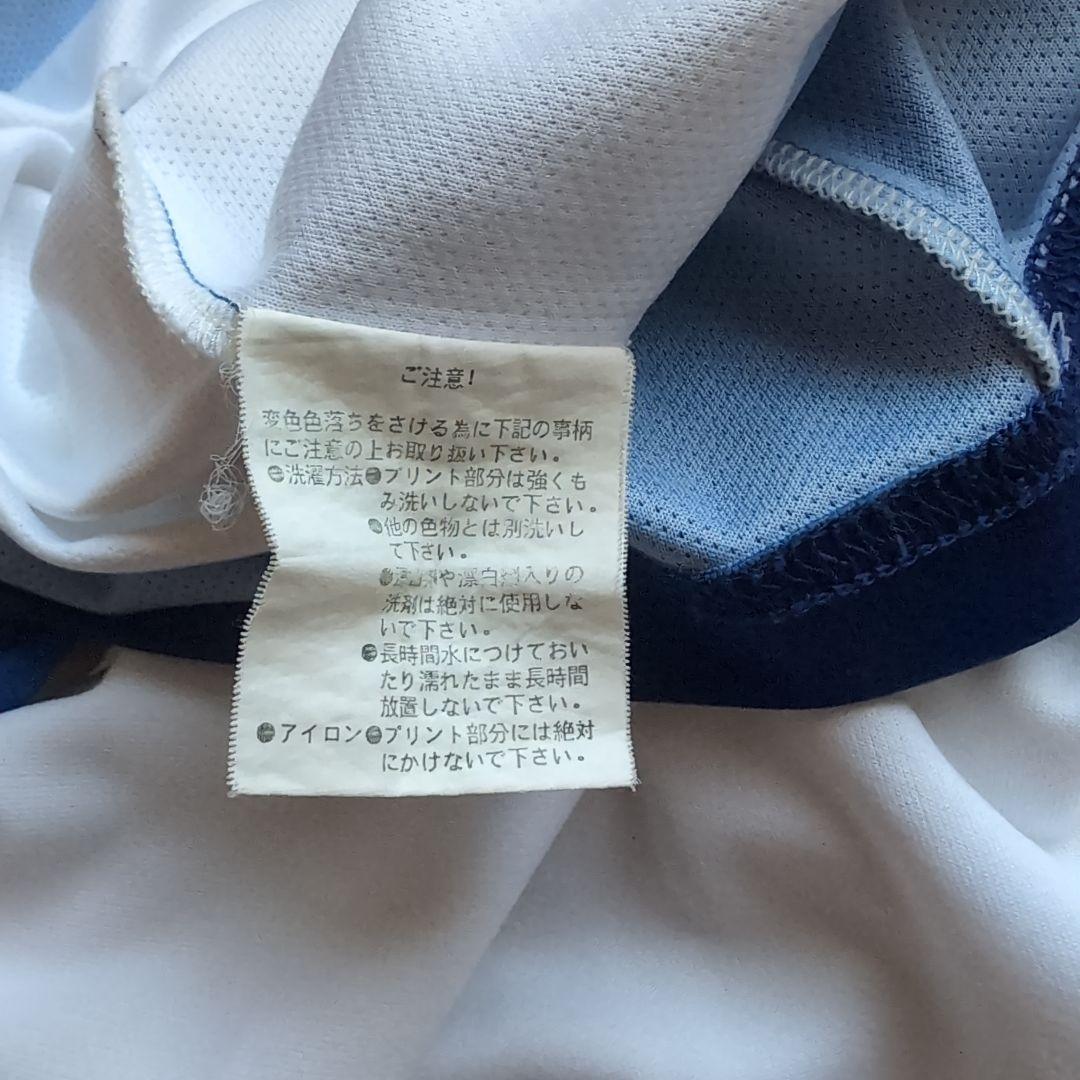 ご注意!
変色色落ちをさける為に下記の事柄
にご注意の上お取り扱い下さい。
●洗濯方法●プリント部分は強くも
み洗いしないで下さい。
●他の色物とは別洗いし
て下さい。
●や漂白剤入りの
洗剤は絶対に使用しな
いで下さい。
●長時間水につけておい
たり濡れたまま長時間
放置しないで下さい。
●アイロン●プリント部分には絶対
にかけないで下さい。